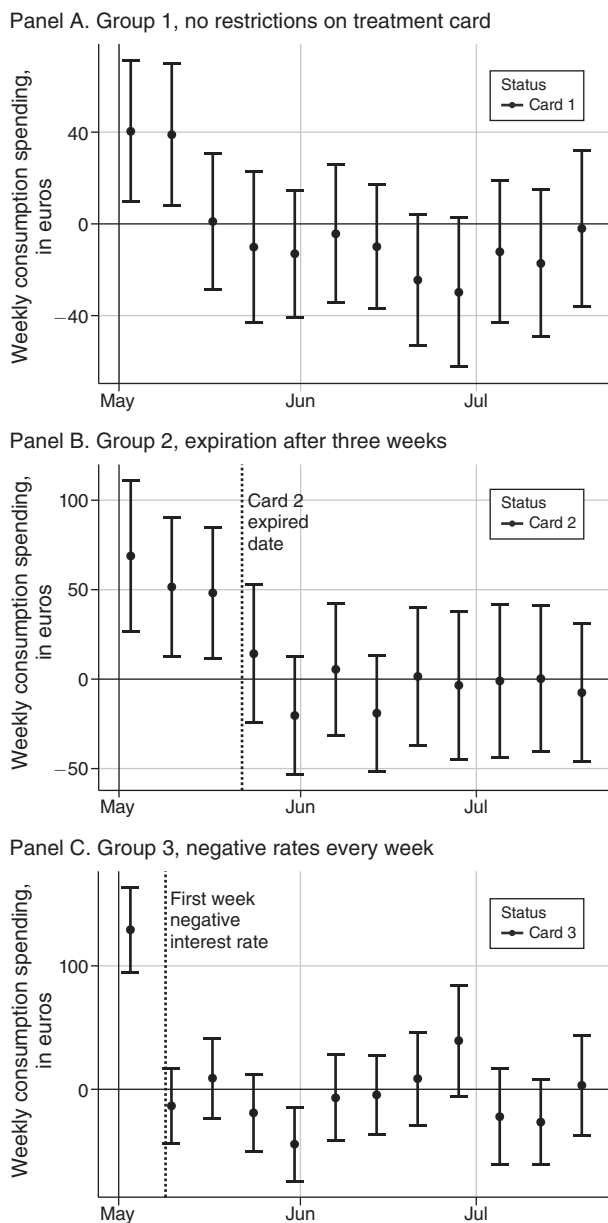 Panel A. Group 1, no restrictions on treatment card
Weekly consumption spending,
in euros
40
0
−40
Status
Card 1
May
Jun
Jul
Panel B. Group 2, expiration after three weeks
Weekly consumption spending,
in euros
100
50
0
−50
Card 2
expired
date
Status
Card 2
May
Jun
Jul
Panel C. Group 3, negative rates every week
Weekly consumption spending,
in euros
100
0
First week
negative
interest rate
Status
Card 3
May
Jun
Jul